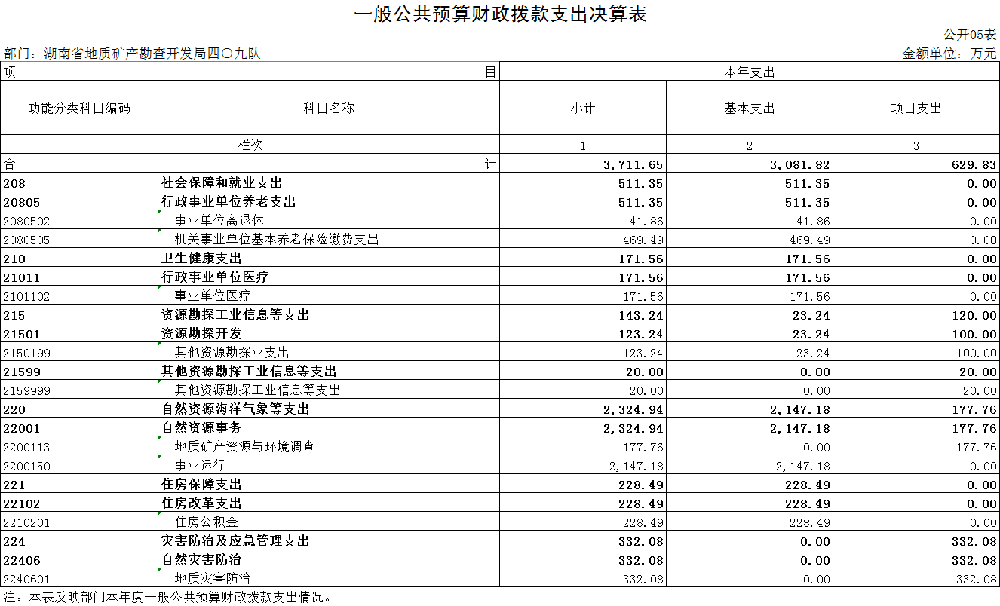 一般公共预算财政拨款支出决算表
公开05表
部门：湖南省地质矿产勘查开发局四〇九队 金额单位：万元
项 目 本年支出
功能分类科目编码 科目名称 小计 基本支出 项目支出
栏次 1 2 3
合 计 3,711.65 3,081.82 629.83
208 社会保障和就业支出 511.35 511.35 0.00
20805 行政事业单位养老支出 511.35 511.35 0.00
2080502 事业单位离退休 41.86 41.86 0.00
2080505 机关事业单位基本养老保险缴费支出 469.49 469.49 0.00
210 卫生健康支出 171.56 171.56 0.00
21011 行政事业单位医疗 171.56 171.56 0.00
2101102 事业单位医疗 171.56 171.56 0.00
215 资源勘探工业信息等支出 143.24 23.24 120.00
21501 资源勘探开发 123.24 23.24 100.00
2150199 其他资源勘探业支出 123.24 23.24 100.00
21599 其他资源勘探工业信息等支出 20.00 0.00 20.00
2159999 其他资源勘探工业信息等支出 20.00 0.00 20.00
220 自然资源海洋气象等支出 2,324.94 2,147.18 177.76
22001 自然资源事务 2,324.94 2,147.18 177.76
2200113 地质矿产资源与环境调查 177.76 0.00 177.76
2200150 事业运行 2,147.18 2,147.18 0.00
221 住房保障支出 228.49 228.49 0.00
22102 住房改革支出 228.49 228.49 0.00
2210201 住房公积金 228.49 228.49 0.00
224 灾害防治及应急管理支出 332.08 0.00 332.08
22406 自然灾害防治 332.08 0.00 332.08
2240601 地质灾害防治 332.08 0.00 332.08
注：本表反映部门本年度一般公共预算财政拨款支出情况。